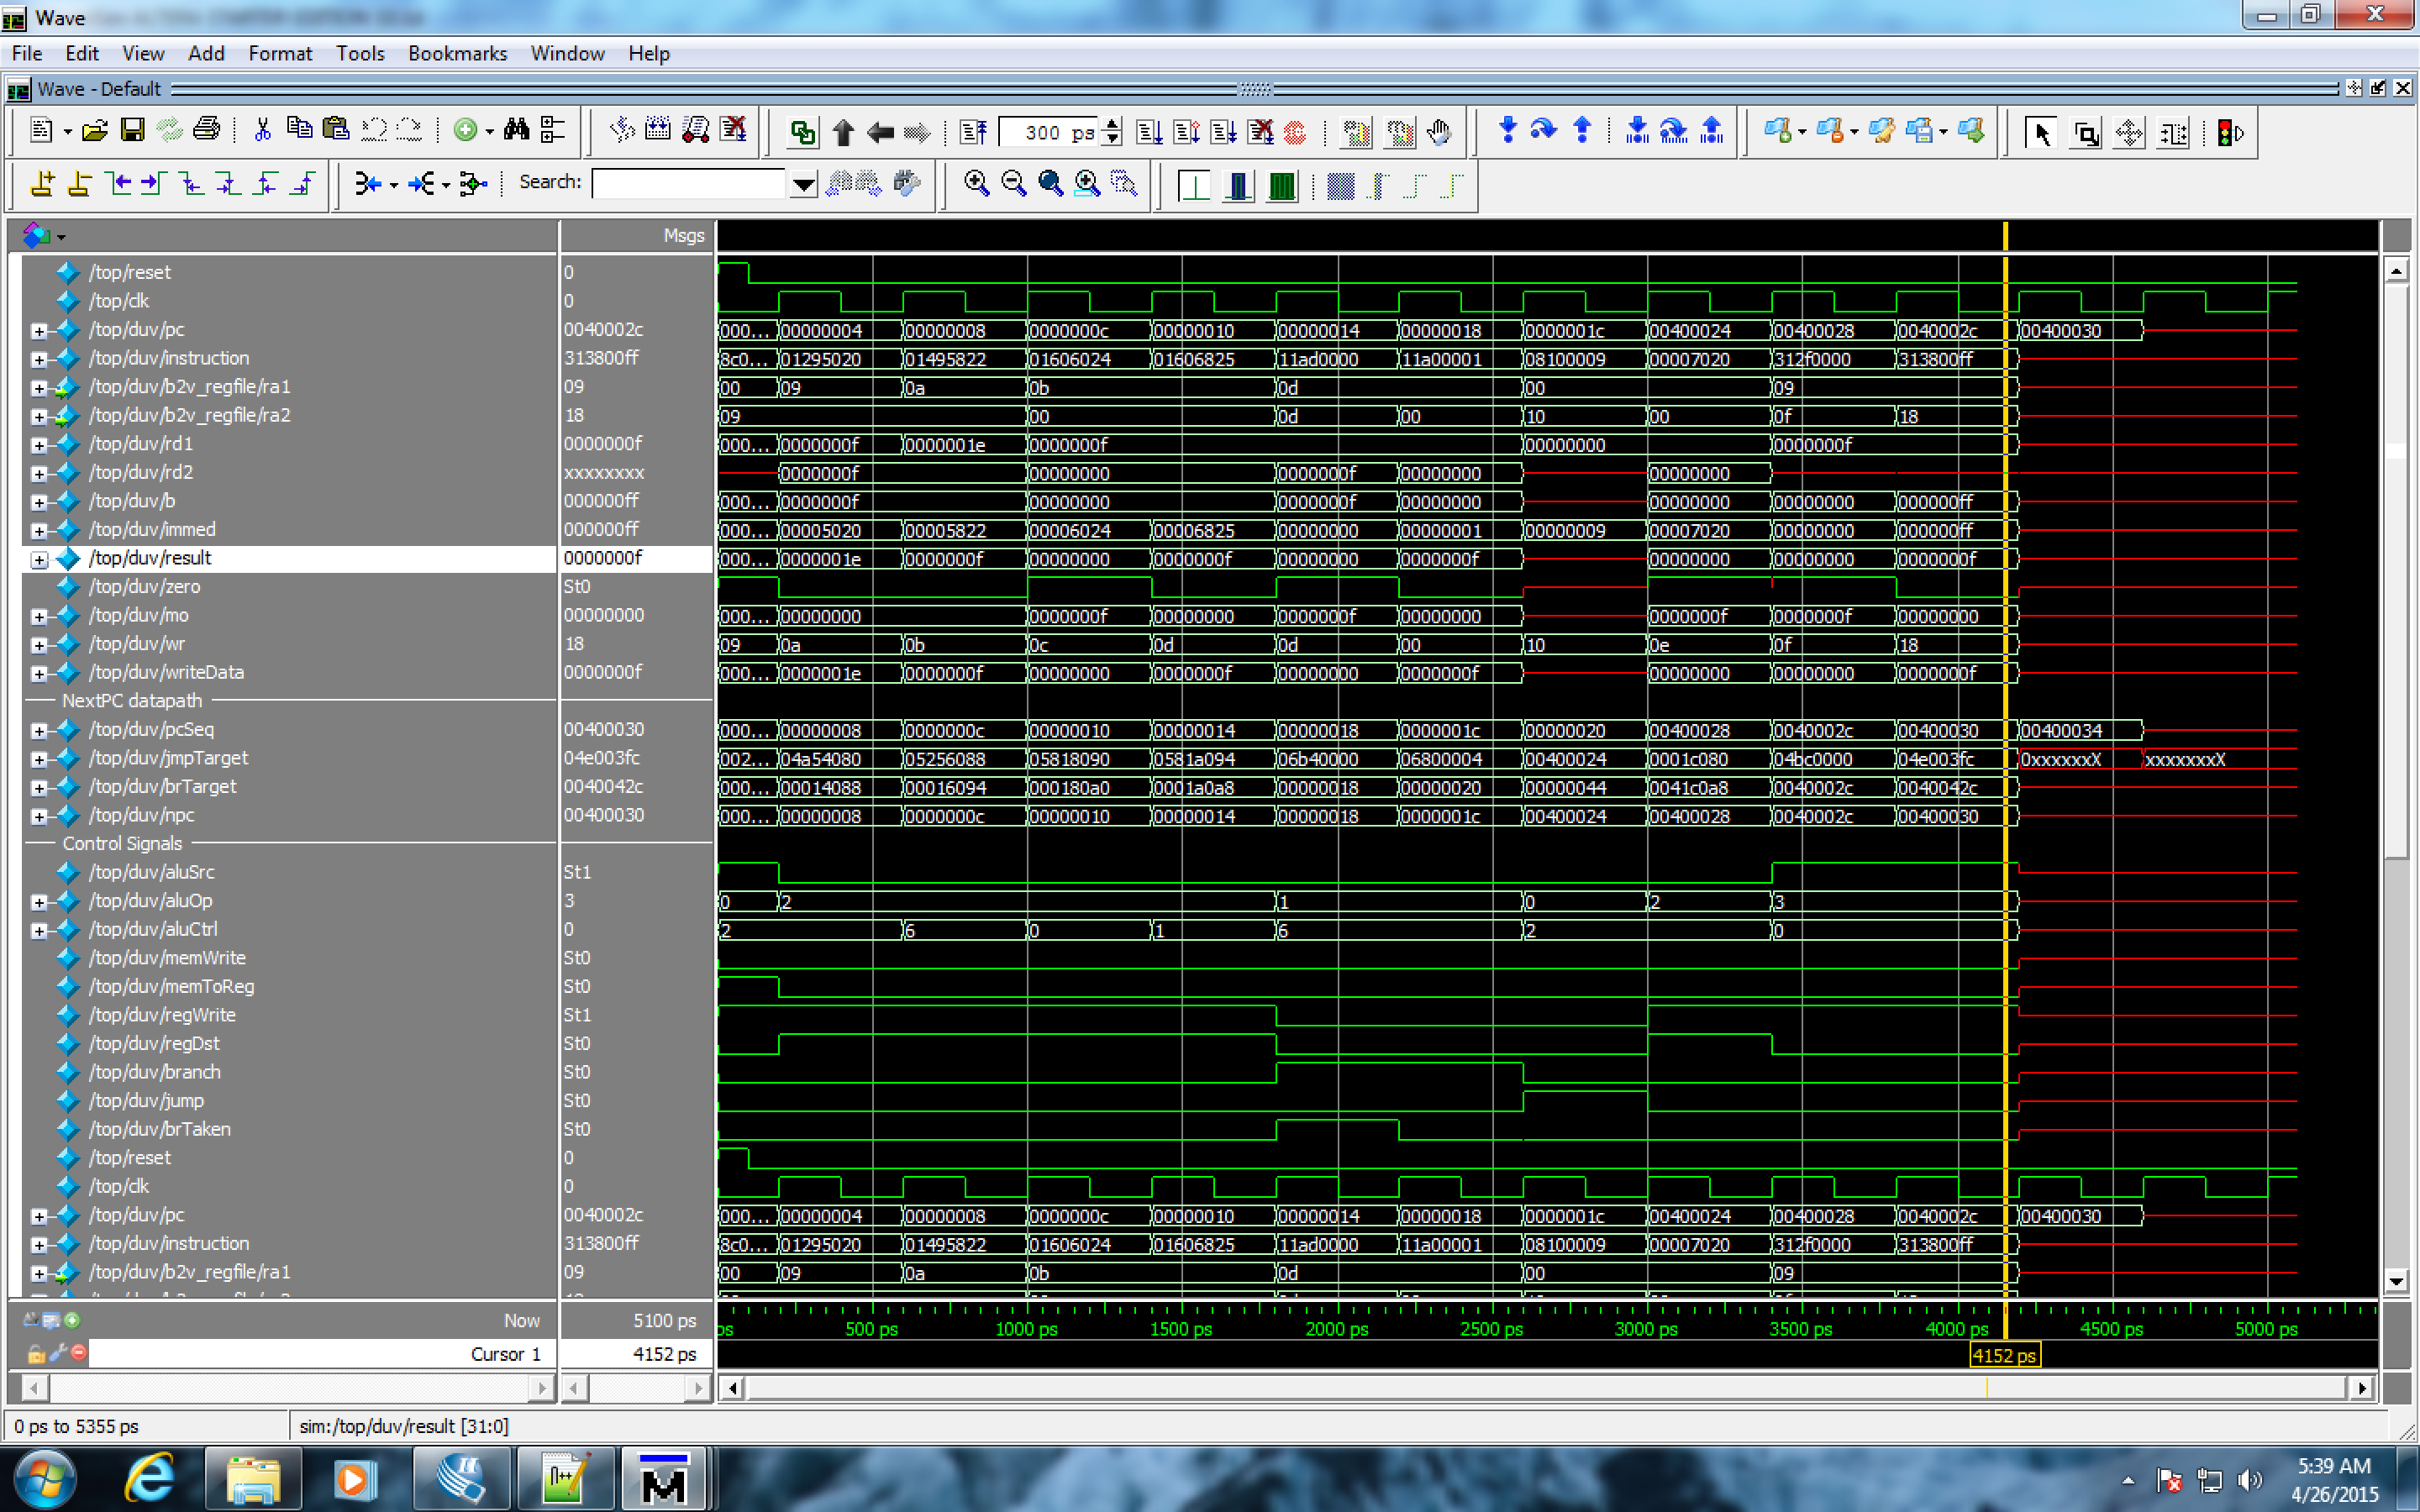 Wave
File Edit View Add Format Tools Bookmarks Window Help
Wave - Default
300 ps
Search:
Msgs
/top/reset 0
/top/clk 0
/top/duv/pc 0040002c 000... 00000004 00000008 0000000c 00000010 00000014 00000018 0000001c 00400024 00400028 0040002c 00400030
/top/duv/instruction 313800ff 8c0... 01295020 01495822 01606024 01606825 11ad0000 11a00001 08100009 00007020 312f0000 313800ff
/top/duv/b2v_regfile/ra1 09 00 09 0a 0b 0d 00 09
/top/duv/b2v_regfile/ra2 18 09 00 0d 00 10 00 0f 18
/top/duv/rd1 0000000f 000... 0000000f 0000001e 0000000f 00000000 0000000f
/top/duv/rd2 xxxxxxxx 0000000f 00000000 0000000f 00000000 00000000
/top/duv/b 000000ff 000... 0000000f 00000000 0000000f 00000000 00000000 00000000 000000ff
/top/duv/immed 000000ff 000... 00005020 00005822 00006024 00006825 00000000 00000001 00000009 00007020 00000000 000000ff
/top/duv/result 0000000f 000... 0000001e 0000000f 00000000 0000000f 00000000 0000000f 00000000 00000000 0000000f
/top/duv/zero St0
/top/duv/mo 00000000 000... 00000000 0000000f 00000000 0000000f 00000000 0000000f 0000000f 00000000
/top/duv/wr 18 09 0a 0b 0c 0d 0d 00 10 0e 0f 18
/top/duv/writeData 0000000f 000... 0000001e 0000000f 00000000 0000000f 00000000 0000000f 00000000 00000000 0000000f
NextPC datapath
/top/duv/pcSeq 00400030 000... 00000008 0000000c 00000010 00000014 00000018 0000001c 00000020 00400028 0040002c 00400030 00400034
/top/duv/jmpTarget 04e003fc 002... 04a54080 05256088 05818090 0581a094 06b40000 06800004 00400024 0001c080 04bc0000 04e003fc 0xxxxxxX xxxxxxxX
/top/duv/brTarget 0040042c 000... 00014088 00016094 000180a0 0001a0a8 00000018 00000020 00000044 0041c0a8 0040002c 0040042c
/top/duv/npc 00400030 000... 00000008 0000000c 00000010 00000014 00000018 0000001c 00400024 00400028 0040002c 00400030
Control Signals
/top/duv/aluSrc St1
/top/duv/aluOp 3 0 2 1 0 2 3
/top/duv/aluCtrl 0 2 6 0 1 6 2 0
/top/duv/memWrite St0
/top/duv/memToReg St0
/top/duv/regWrite St1
/top/duv/regDst St0
/top/duv/branch St0
/top/duv/jump St0
/top/duv/brTaken St0
/top/reset 0
/top/clk 0
/top/duv/pc 0040002c 000... 00000004 00000008 0000000c 00000010 00000014 00000018 0000001c 00400024 00400028 0040002c 00400030
/top/duv/instruction 313800ff 8c0... 01295020 01495822 01606024 01606825 11ad0000 11a00001 08100009 00007020 312f0000 313800ff
/top/duv/b2v_regfile/ra1 09 00 09 0a 0b 0d 00 09
Now 5100 ps ps 500 ps 1000 ps 1500 ps 2000 ps 2500 ps 3000 ps 3500 ps 4000 ps 4500 ps 5000 ps
Cursor 1 4152 ps 4152 ps
0 ps to 5355 ps sim:/top/duv/result [31:0]
5:39 AM
4/26/2015